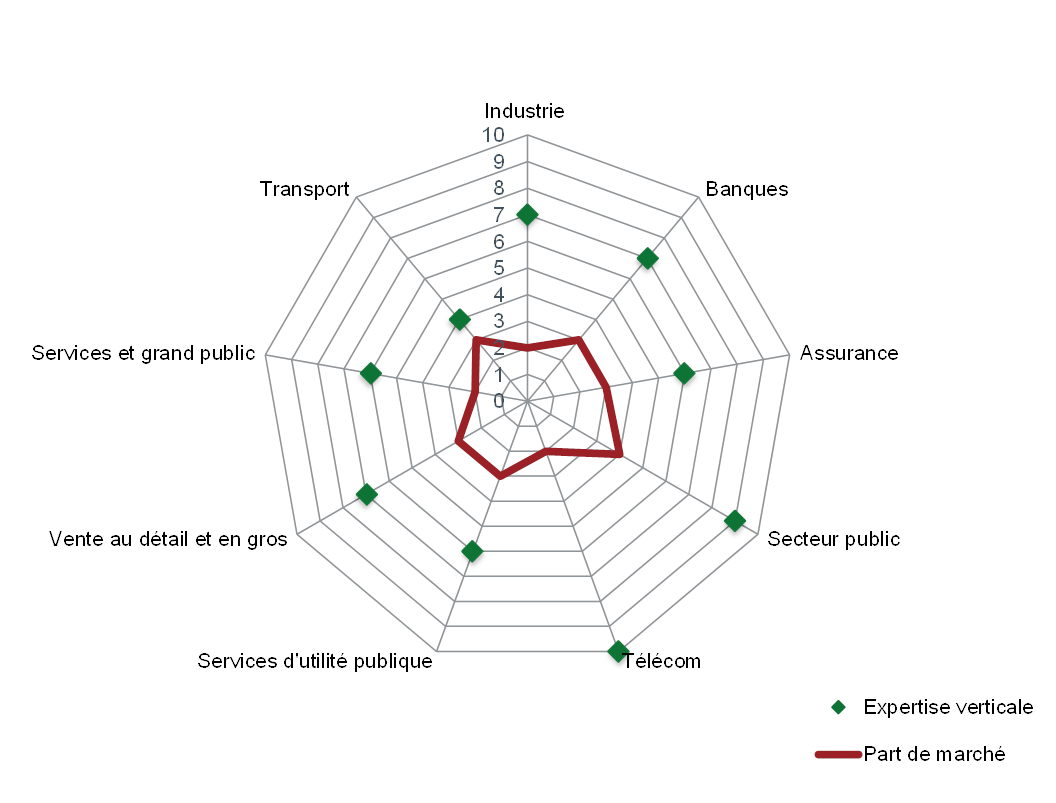 Industrie
10
9
8
7
6
5
4
3
2
1
0
Transport
Banques
Services et grand public
Assurance
Vente au détail et en gros
Secteur public
Services d'utilité publique
Télécom
Expertise verticale
Part de marché